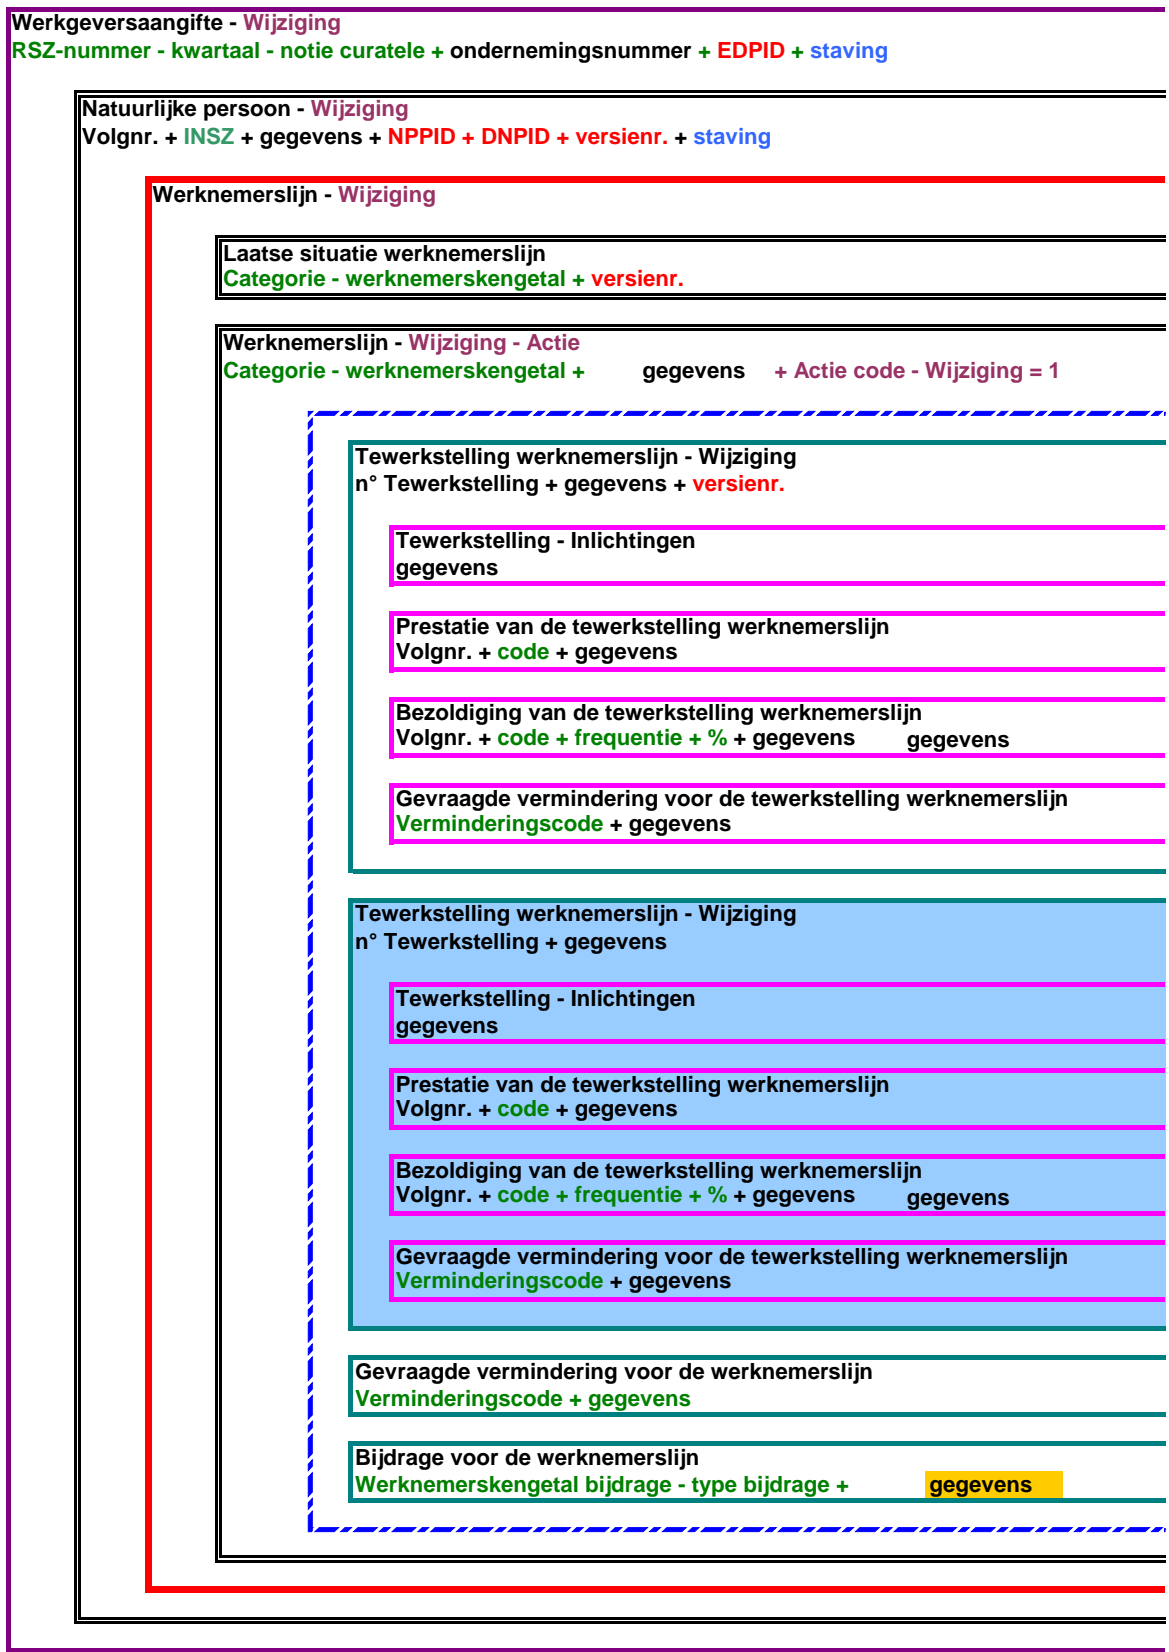 Werkgeversaangifte - Wijziging
RSZ-nummer - kwartaal - notie curatele + ondernemingsnummer + EDPID + staving
Natuurlijke persoon - Wijziging
Volgnr. + INSZ + gegevens + NPPID + DNPID + versienr. + staving
Werknemerslijn - Wijziging
Laatse situatie werknemerslijn
Categorie - werknemerskengetal + versienr.
Werknemerslijn - Wijziging - Actie
Categorie - werknemerskengetal + gegevens + Actie code - Wijziging = 1
Tewerkstelling werknemerslijn - Wijziging
n° Tewerkstelling + gegevens + versienr.
Tewerkstelling - Inlichtingen
gegevens
Prestatie van de tewerkstelling werknemerslijn
Volgnr. + code + gegevens
Bezoldiging van de tewerkstelling werknemerslijn
Volgnr. + code + frequentie + % + gegevens gegevens
Gevraagde vermindering voor de tewerkstelling werknemerslijn
Verminderingscode + gegevens
Tewerkstelling werknemerslijn - Wijziging
n° Tewerkstelling + gegevens
Tewerkstelling - Inlichtingen
gegevens
Prestatie van de tewerkstelling werknemerslijn
Volgnr. + code + gegevens
Bezoldiging van de tewerkstelling werknemerslijn
Volgnr. + code + frequentie + % + gegevens gegevens
Gevraagde vermindering voor de tewerkstelling werknemerslijn
Verminderingscode + gegevens
Gevraagde vermindering voor de werknemerslijn
Verminderingscode + gegevens
Bijdrage voor de werknemerslijn
Werknemerskengetal bijdrage - type bijdrage + gegevens